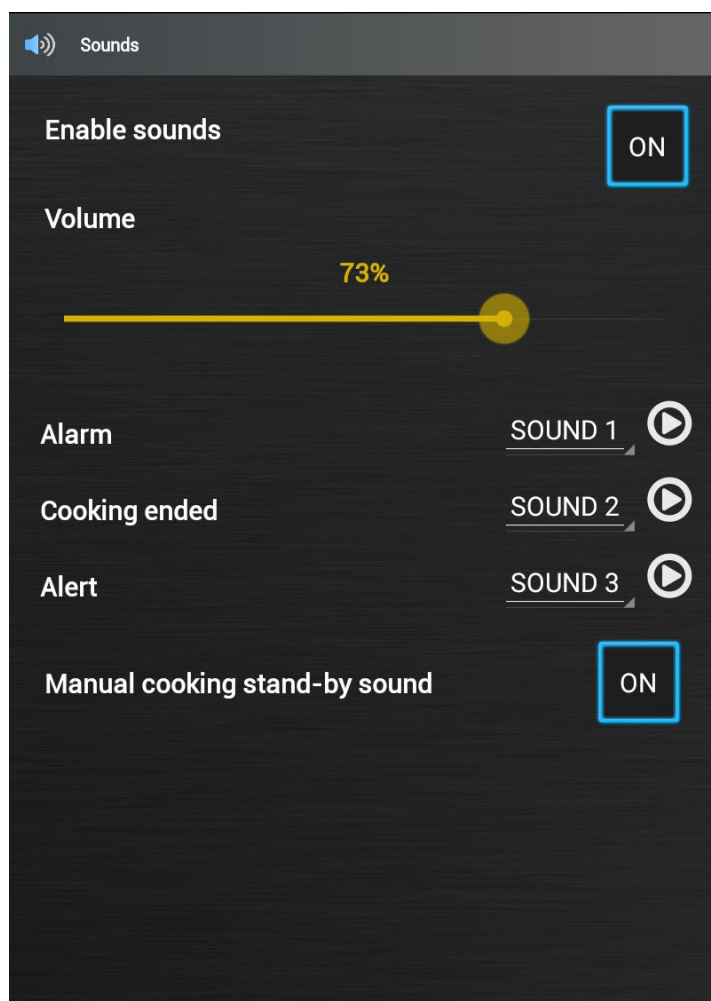 Sounds
Enable sounds
ON
Volume
73%
Alarm
SOUND 1
Cooking ended
SOUND 2
Alert
SOUND 3
Manual cooking stand-by sound
ON